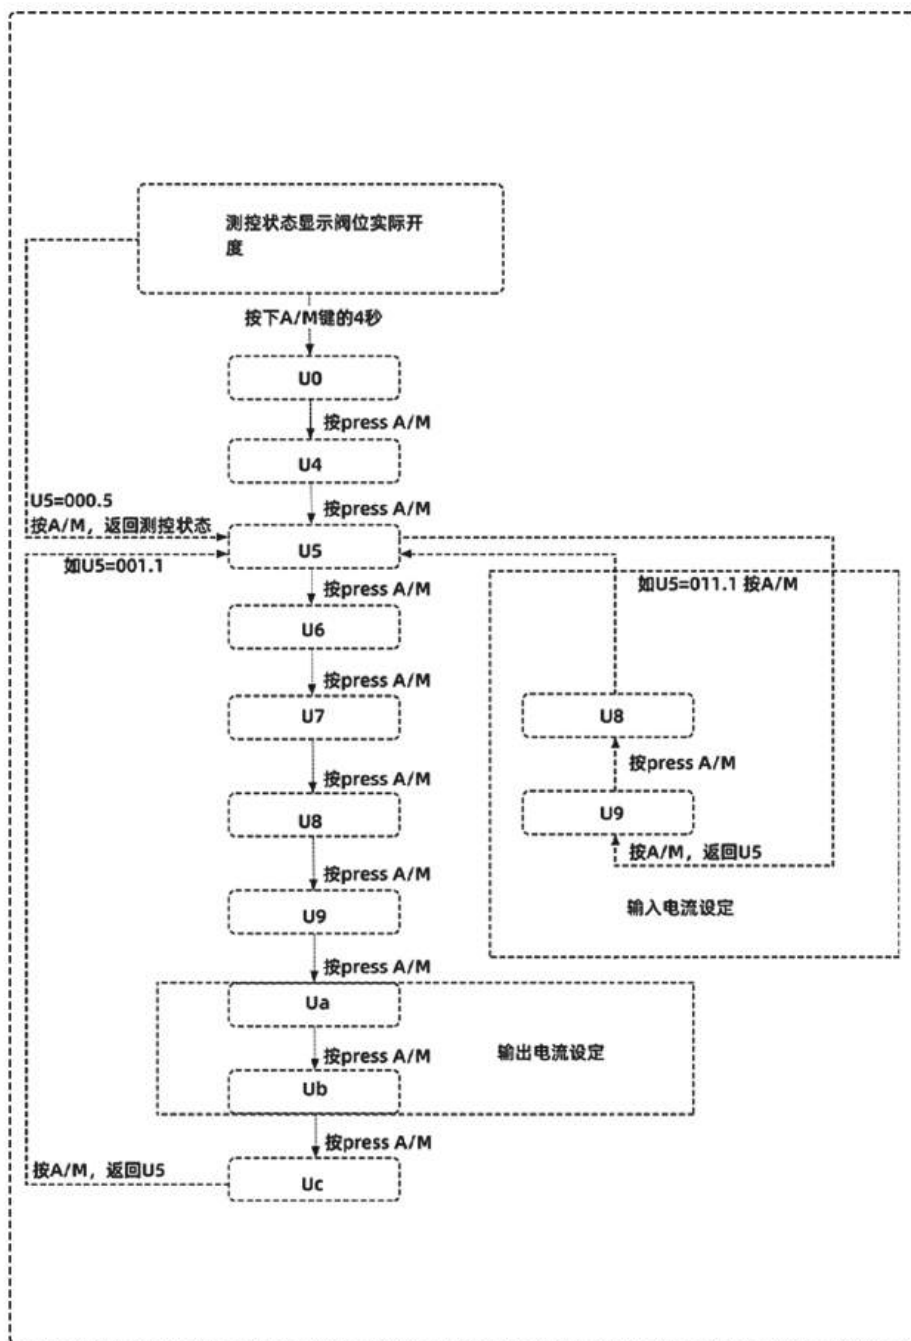 测控状态显示阀位实际开
度
按下A/M键的4秒
U0
按press A/M
U4
U5=000.5
按press A/M
按A/M，返回测控状态
U5
如U5=001.1
按press A/M
如U5=011.1 按A/M
U6
按press A/M
U7
U8
按press A/M
按press A/M
U8
U9
按A/M，返回U5
按press A/M
U9
输入电流设定
按press A/M
Ua
按press A/M
输出电流设定
Ub
按press A/M
按A/M，返回U5
Uc